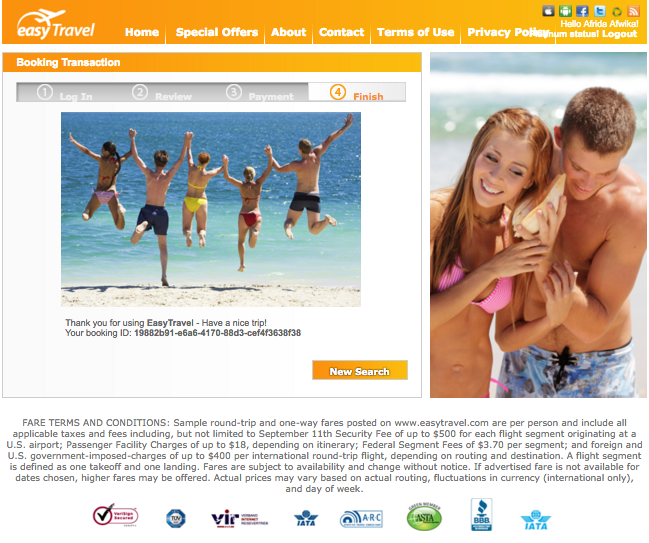 easyTravel
Home Special Offers About Contact Terms of Use Privacy Policy
Hello Afrida Afwika!
Logout
Booking Transaction
1 Log In 2 Review 3 Payment 4 Finish
Thank you for using EasyTravel - Have a nice trip!
Your booking ID: 19882b91-e6a6-4170-88d3-cef4f3638f38
New Search
FARE TERMS AND CONDITIONS: Sample round-trip and one-way fares posted on www.easytravel.com are per person and include all
applicable taxes and fees including, but not limited to September 11th Security Fee of up to $500 for each flight segment originating at a
U.S. airport; Passenger Facility Charges of up to $18, depending on itinerary; Federal Segment Fees of $3.70 per segment; and foreign and
U.S. government-imposed-charges of up to $400 per international round-trip flight, depending on routing and destination. A flight segment
is defined as one takeoff and one landing. Fares are subject to availability and change without notice. If advertised fare is not available for
dates chosen, higher fares may be offered. Actual prices may vary based on actual routing, fluctuations in currency (international only),
and day of week.
VeriSign Secured
TÜV
vir VERBAND INTERNET REISEVERTRIEB
IATA
ARC
GREEN MEMBER ASTA
BBB
IATA